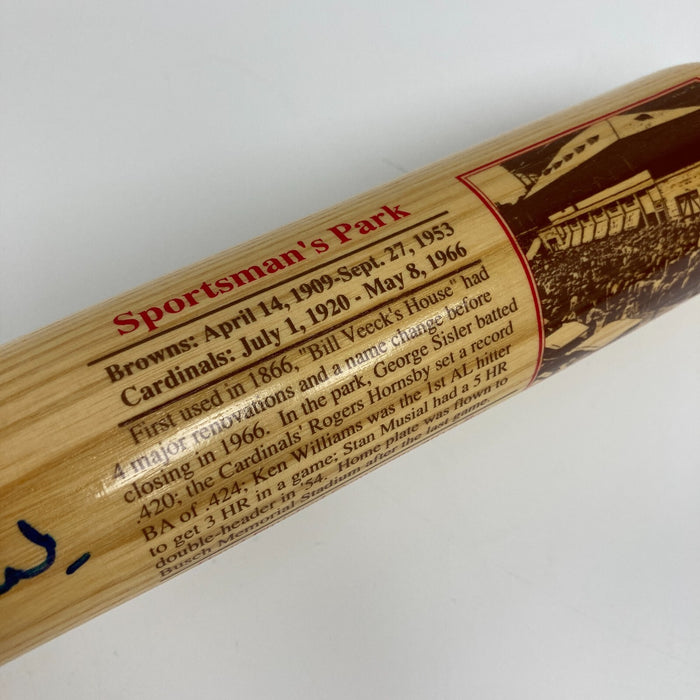 Sportsman's Park
Browns: April 14, 1909-Sept. 27, 1953
Cardinals: July 1, 1920 - May 8, 1966
First used in 1866, "Bill Veeck's House" had
4 major renovations and a name change before
closing in 1966. In the park, George Sisler batted
.420; the Cardinals' Rogers Hornsby set a record
BA of .424; Ken Williams was the 1st AL hitter
to get 3 HR in a game; Stan Musial had a 5 HR
double-header in '54. Home plate was flown to
Busch Memorial Stadium after the last game.